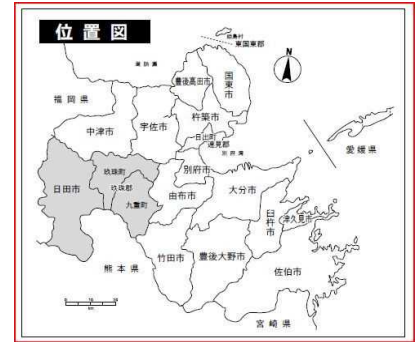 位置図
姫島村
東国東郡
N
周防灘
豊後高田市
国東市
福岡県
中津市
宇佐市
杵築市
日出町
速見郡
別府湾
愛媛県
玖珠町
別府市
日田市
玖珠郡
大分市
九重町
由布市
臼杵市
津久見市
竹田市
豊後大野市
佐伯市
熊本県
宮崎県